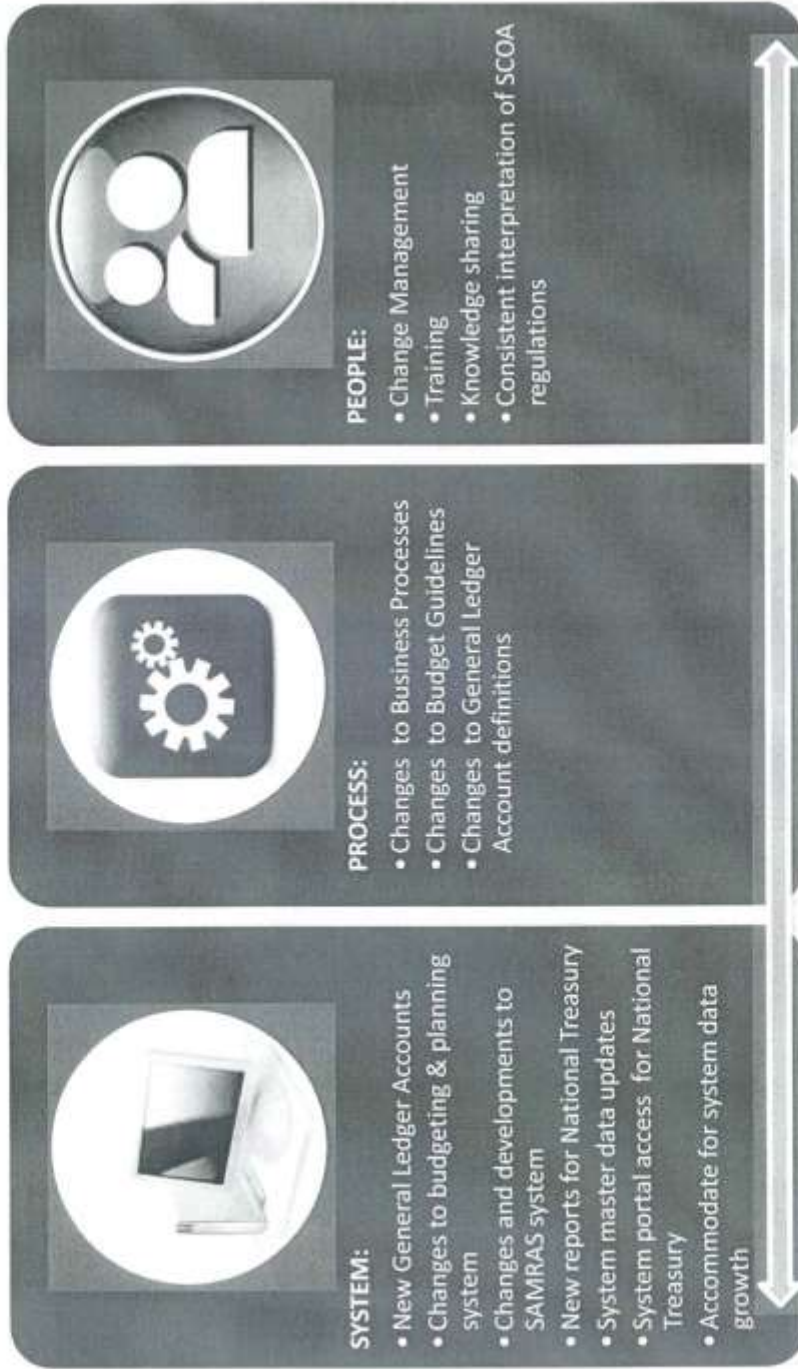 SYSTEM:
• New General Ledger Accounts
• Changes to budgeting & planning
system
• Changes and developments to
SAMRAS system
• New reports for National Treasury
• System master data updates
• System portal access for National
Treasury
• Accommodate for system data
growth
PROCESS:
• Changes to Business Processes
• Changes to Budget Guidelines
• Changes to General Ledger
Account definitions
PEOPLE:
• Change Management
• Training
• Knowledge sharing
• Consistent interpretation of SCOA
regulations